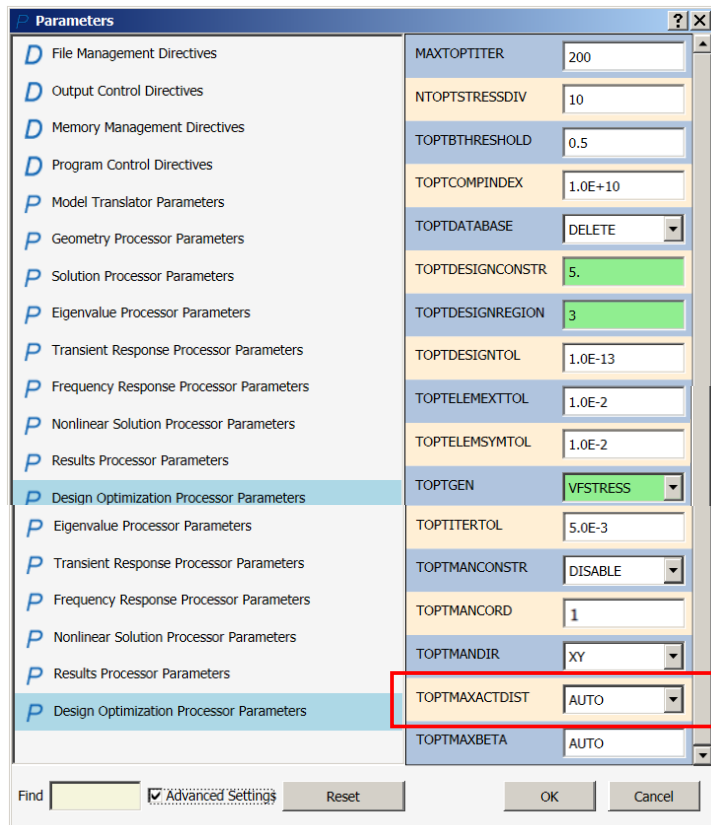 P Parameters ? X
D File Management Directives
D Output Control Directives
D Memory Management Directives
D Program Control Directives
P Model Translator Parameters
P Geometry Processor Parameters
P Solution Processor Parameters
P Eigenvalue Processor Parameters
P Transient Response Processor Parameters
P Frequency Response Processor Parameters
P Nonlinear Solution Processor Parameters
P Results Processor Parameters
P Design Optimization Processor Parameters
P Eigenvalue Processor Parameters
P Transient Response Processor Parameters
P Frequency Response Processor Parameters
P Nonlinear Solution Processor Parameters
P Results Processor Parameters
P Design Optimization Processor Parameters
MAXTOPTITER 200
NTOPTSTRESSDIV 10
TOPTBTHRESHOLD 0.5
TOPTCOMPINDEX 1.0E+10
TOPTDATABASE DELETE
TOPTDESIGNCONSTR 5.
TOPTDESIGNREGION 3
TOPTDESIGNTOL 1.0E-13
TOPTELEMEXTTOL 1.0E-2
TOPTELEMSYMTOL 1.0E-2
TOPTGEN VFSTRESS
TOPTITERTOL 5.0E-3
TOPTMANCONSTR DISABLE
TOPTMANCORD 1
TOPTMANDIR XY
TOPTMAXACTDIST AUTO
TOPTMAXBETA AUTO
Find Advanced Settings Reset OK Cancel